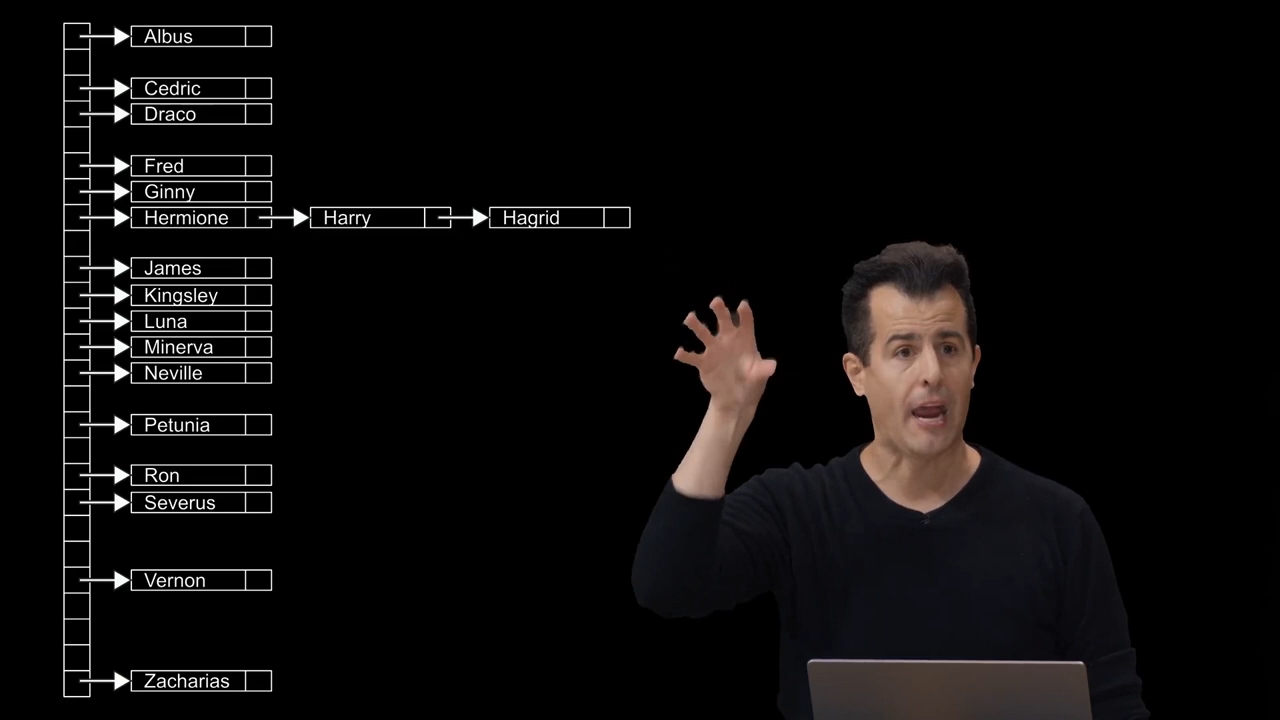 Albus
Cedric
Draco
Fred
Ginny
Hermione Harry Hagrid
James
Kingsley
Luna
Minerva
Neville
Petunia
Ron
Severus
Vernon
Zacharias